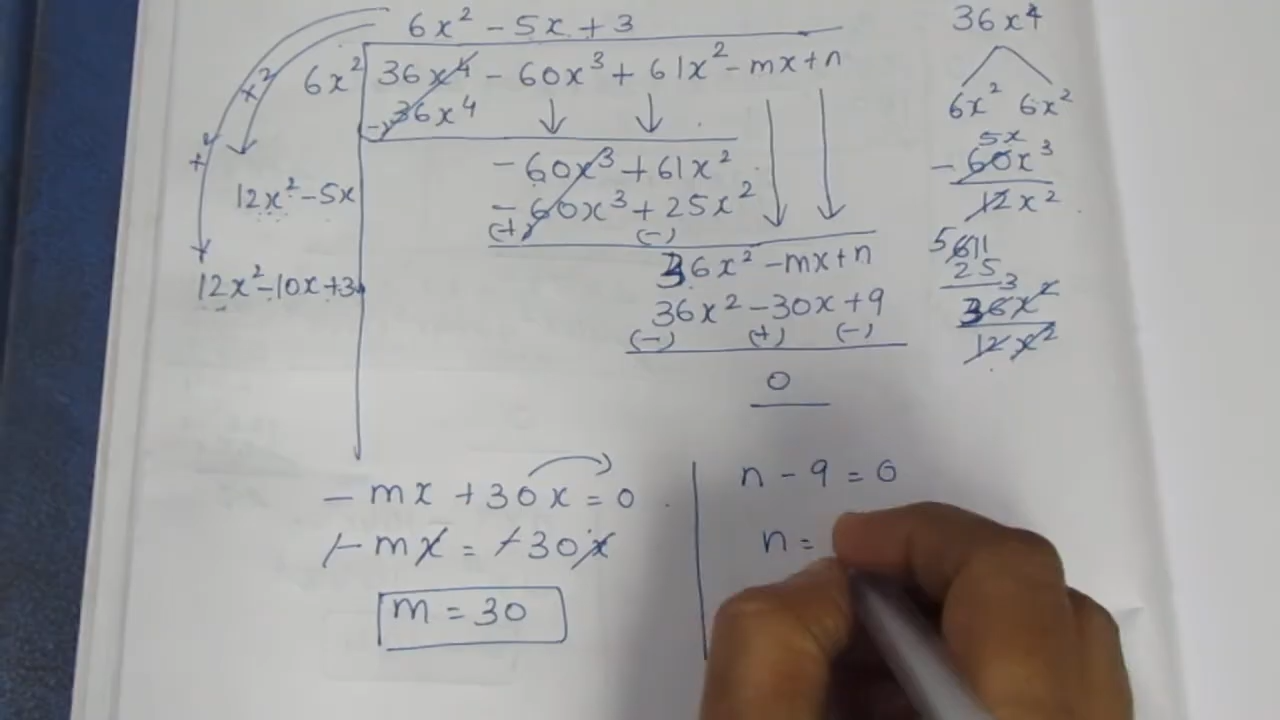 6x² - 5x + 3
6x² 36x⁴ - 60x³ + 61x² - mx + n
(-) 36x⁴
+x²
- 60x³ + 61x²
12x² - 5x
- 60x³ + 25x²
(+) (-)
36x² - mx + n
12x² - 10x + 3
36x² - 30x + 9
(-) (+) (-)
0
36x⁴
6x² 6x²
5x
- 60x³
12x²
5 611
25
3
36x²
12x²
- mx + 30x = 0
- mx = - 30x
m = 30
n - 9 = 0
n =